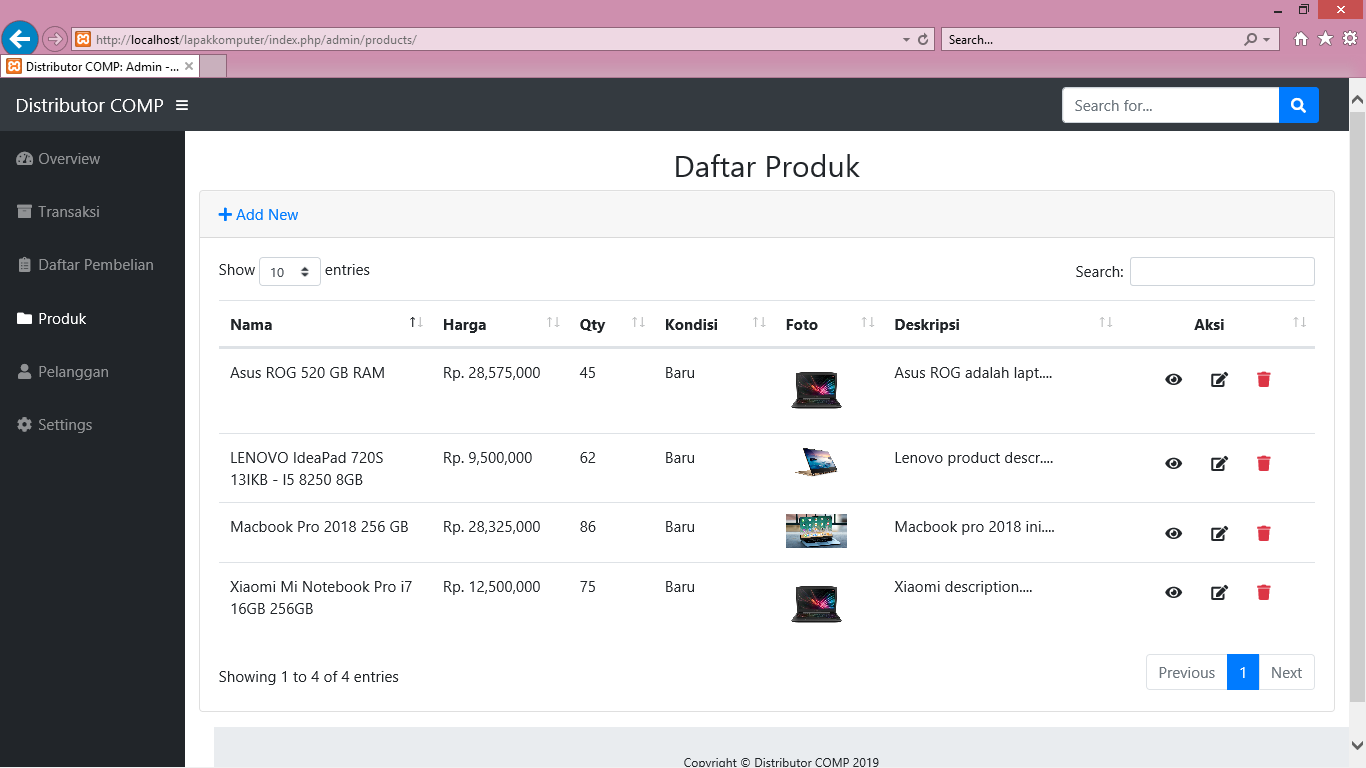 http://localhost/lapakkomputer/index.php/admin/products/
Search...
Distributor COMP: Admin -...
Distributor COMP
Search for...
Overview
Transaksi
Daftar Pembelian
Produk
Pelanggan
Settings
Daftar Produk
Add New
Show 10 entries
Search:
Nama Harga Qty Kondisi Foto Deskripsi Aksi
Asus ROG 520 GB RAM Rp. 28,575,000 45 Baru Asus ROG adalah lapt....
LENOVO IdeaPad 720S Rp. 9,500,000 62 Baru Lenovo product descr....
13IKB - I5 8250 8GB
Macbook Pro 2018 256 GB Rp. 28,325,000 86 Baru Macbook pro 2018 ini....
Xiaomi Mi Notebook Pro i7 Rp. 12,500,000 75 Baru Xiaomi description....
16GB 256GB
Showing 1 to 4 of 4 entries
Previous 1 Next
Copyright © Distributor COMP 2019